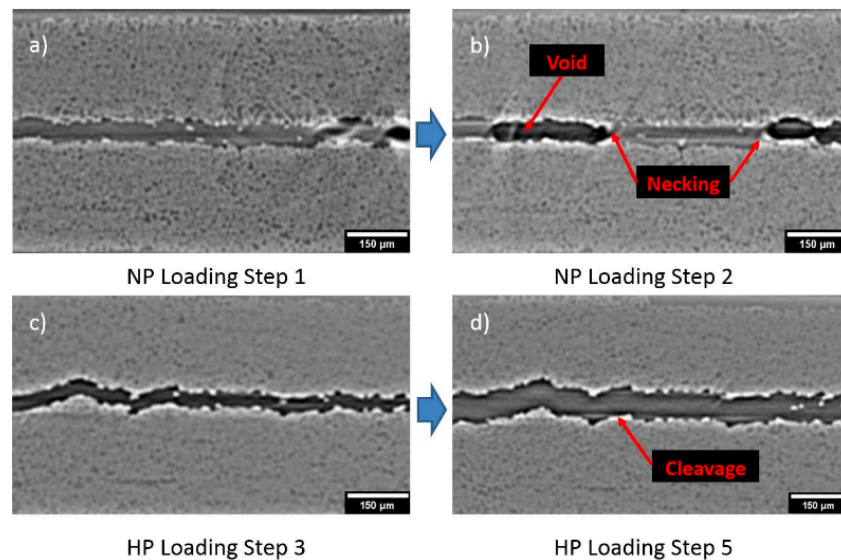 a)
150 µm
NP Loading Step 1
b)
Void
Necking
150 µm
NP Loading Step 2
c)
150 µm
HP Loading Step 3
d)
Cleavage
150 µm
HP Loading Step 5